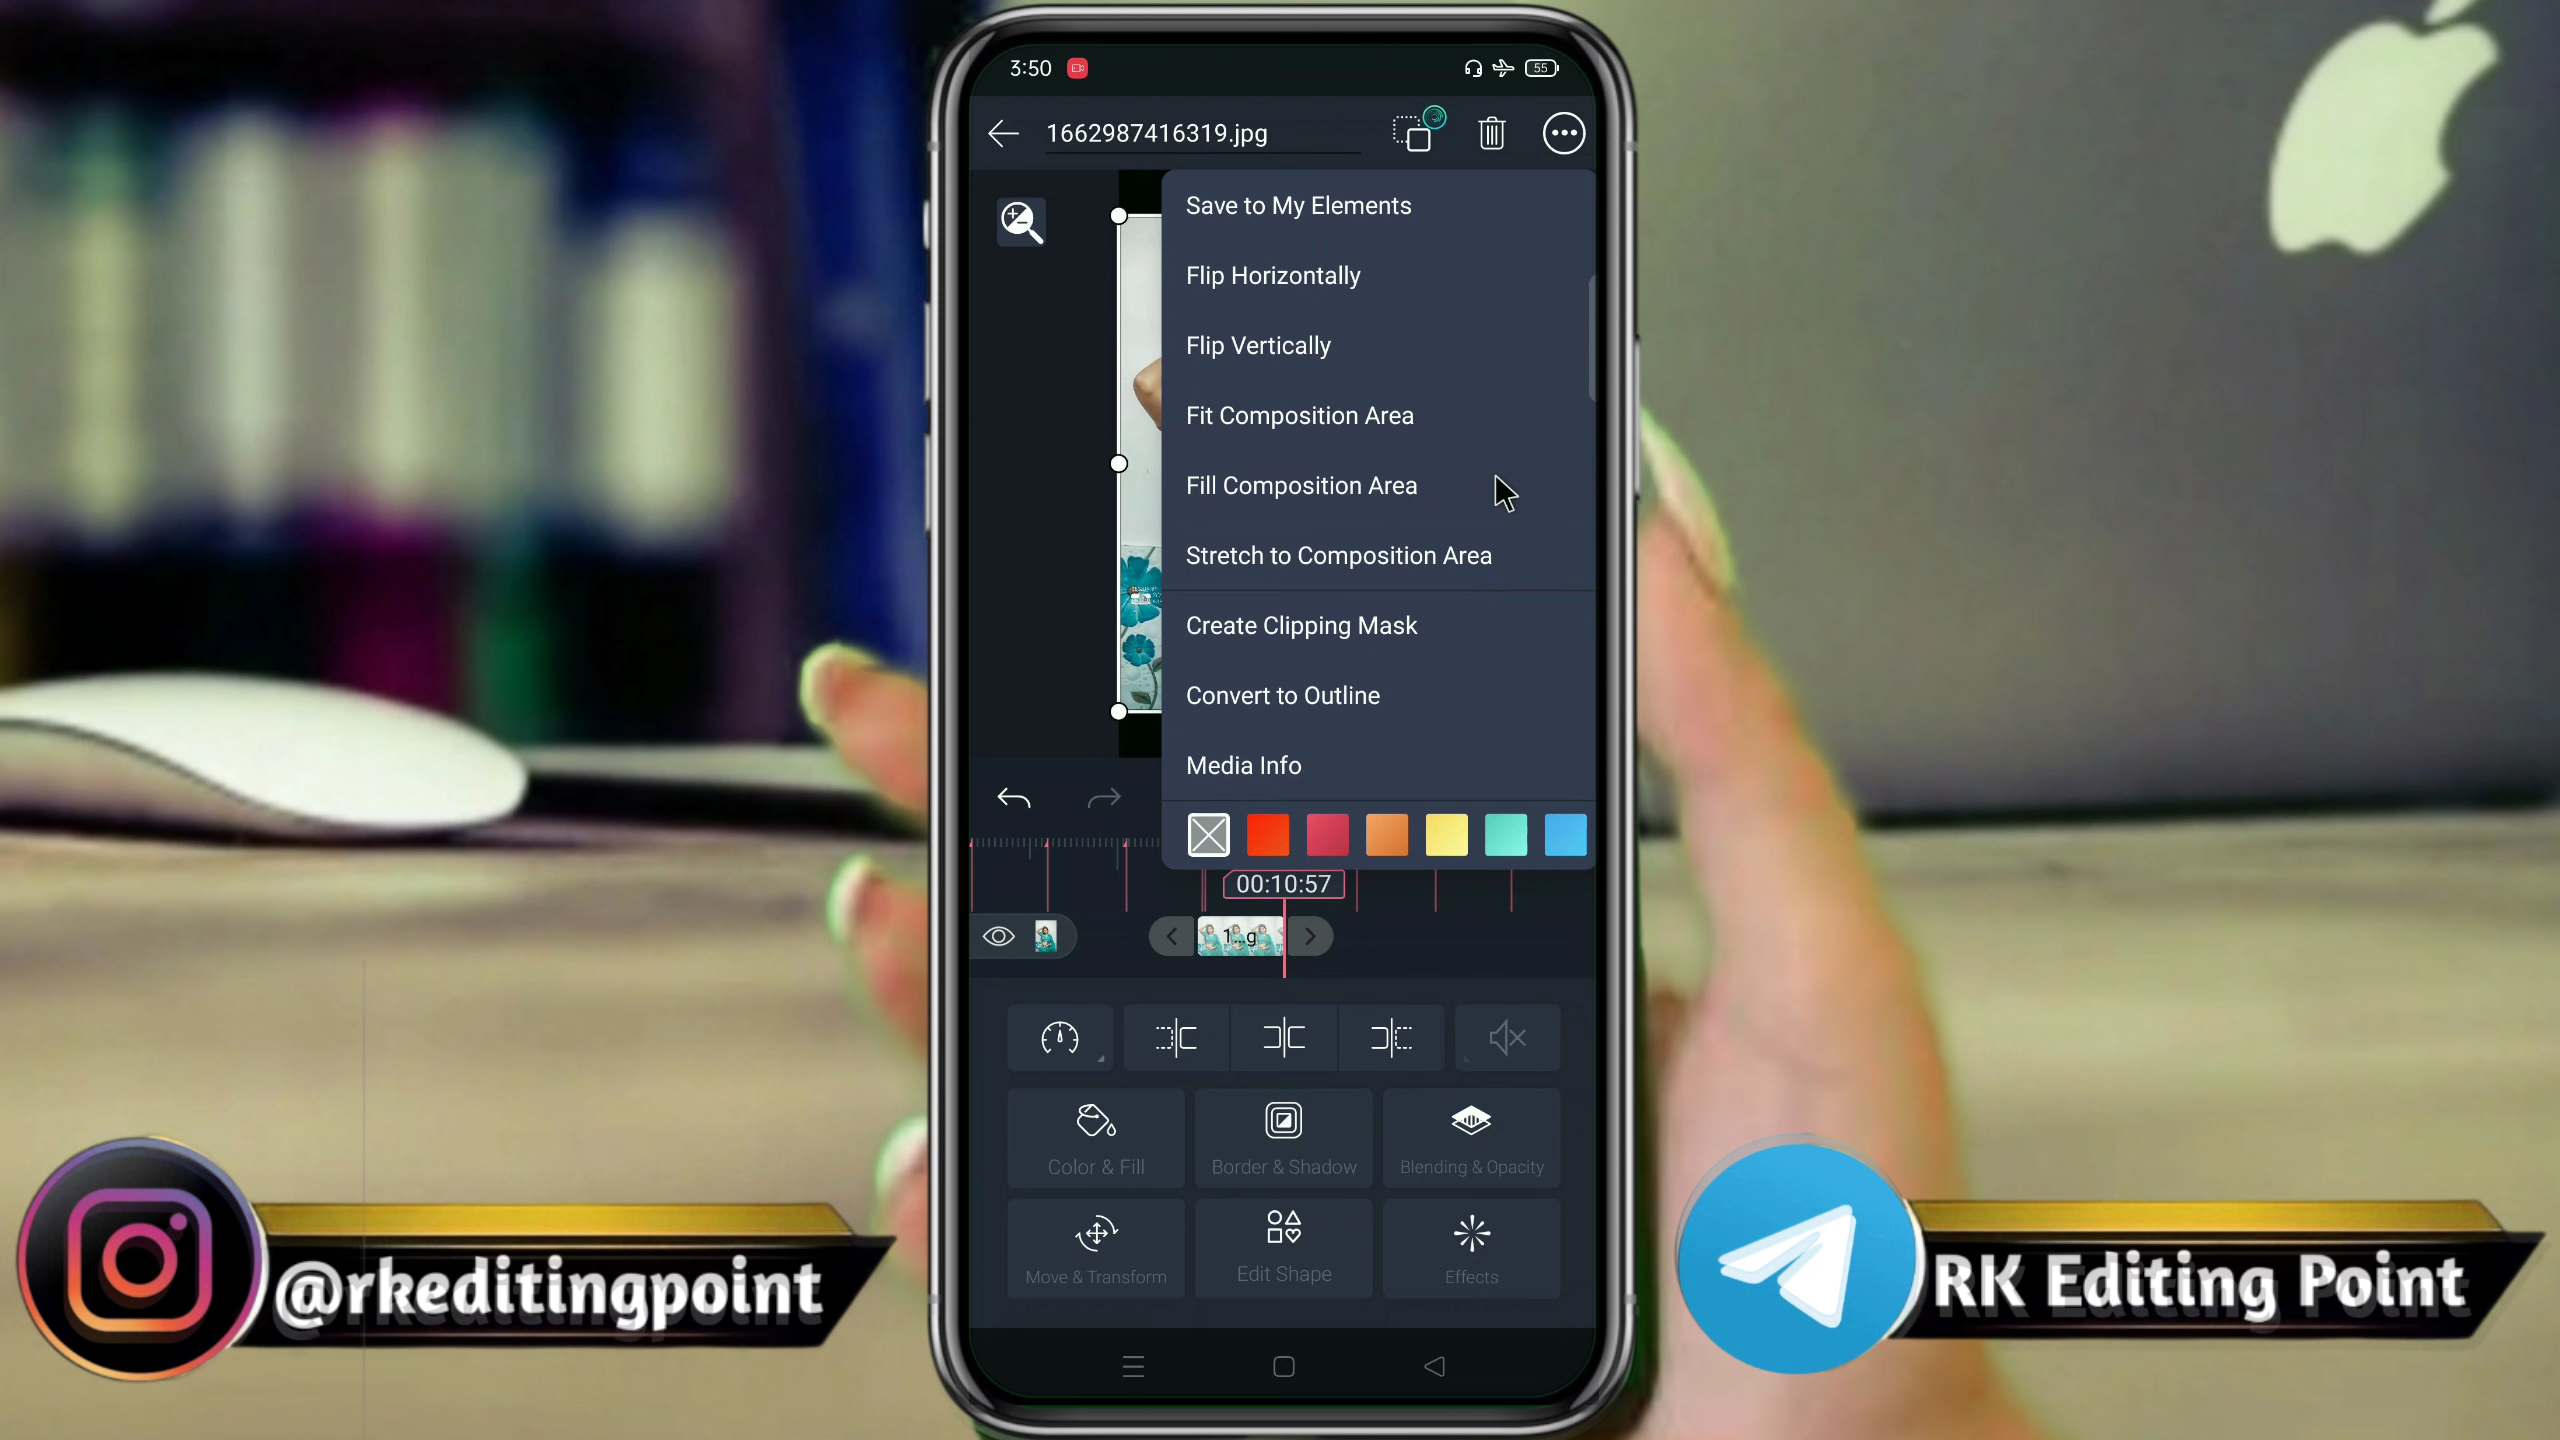 3:50
55
1662987416319.jpg
Save to My Elements
Flip Horizontally
Flip Vertically
Fit Composition Area
Fill Composition Area
Stretch to Composition Area
Create Clipping Mask
Convert to Outline
Media Info
00:10:57
1...g
Color & Fill
Border & Shadow
Blending & Opacity
Move & Transform
Edit Shape
Effects
@rkeditingpoint
RK Editing Point